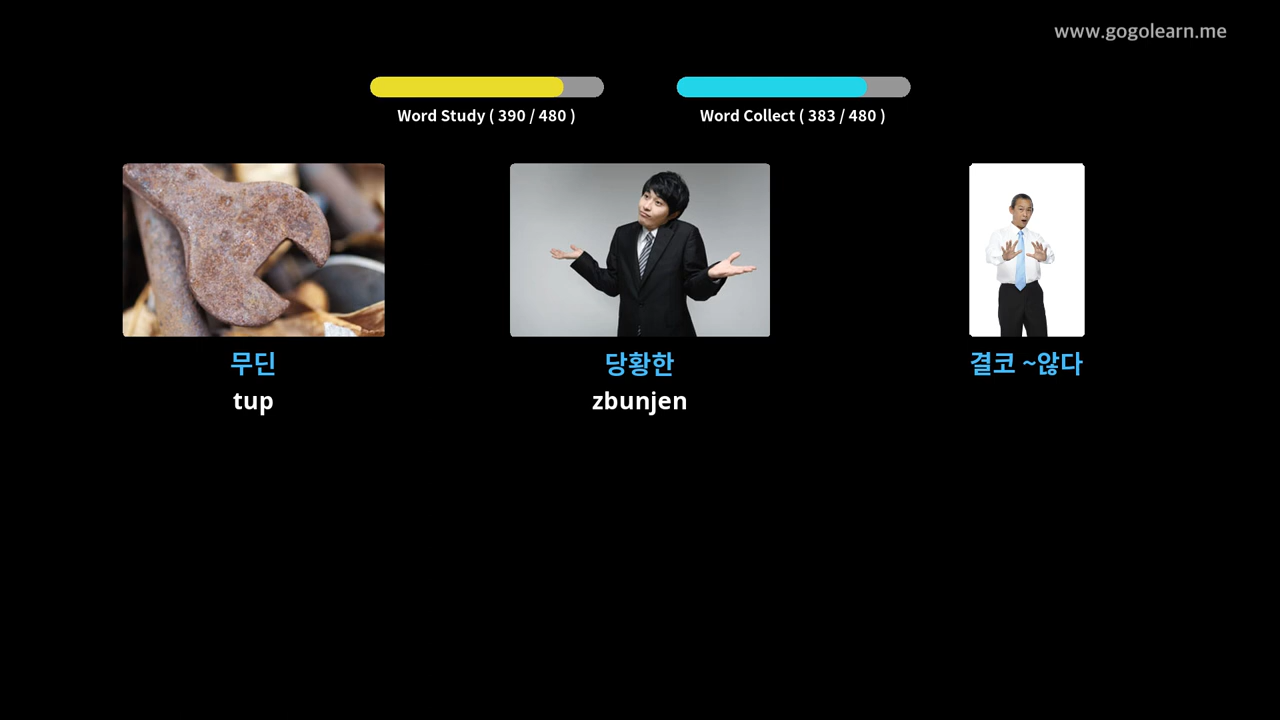 www.gogolearn.me
Word Study ( 390 / 480 )
Word Collect ( 383 / 480 )
무딘
당황한
결코 ~않다
tup
zbunjen